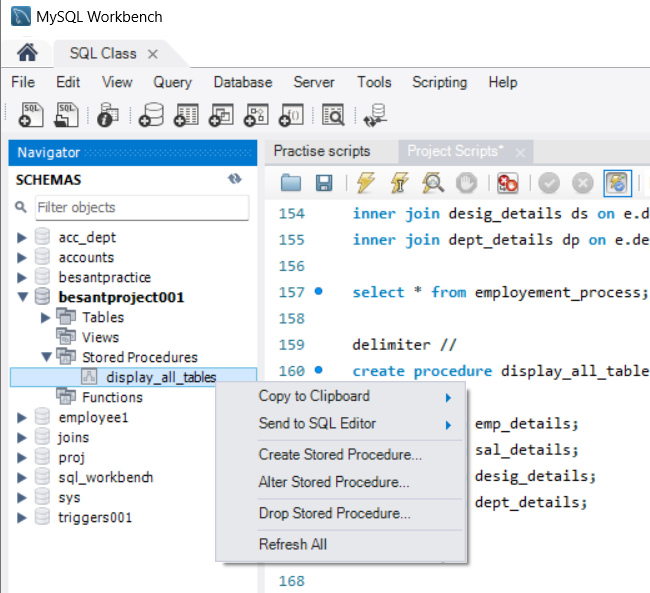 MySQL Workbench
SQL Class
File Edit View Query Database Server Tools Scripting Help
Navigator
SCHEMAS
Filter objects
acc_dept
accounts
besantpractice
besantproject001
Tables
Views
Stored Procedures
display_all_tables
Functions
employee1
joins
proj
sql_workbench
sys
triggers001
Practise scripts
Project Scripts*
154 inner join desig_details ds on e.d
155 inner join dept_details dp on e.de
156
157 select * from employement_process;
158
159 delimiter //
160 create procedure display_all_table
emp_details;
sal_details;
desig_details;
dept_details;
168
Copy to Clipboard
Send to SQL Editor
Create Stored Procedure...
Alter Stored Procedure...
Drop Stored Procedure...
Refresh All